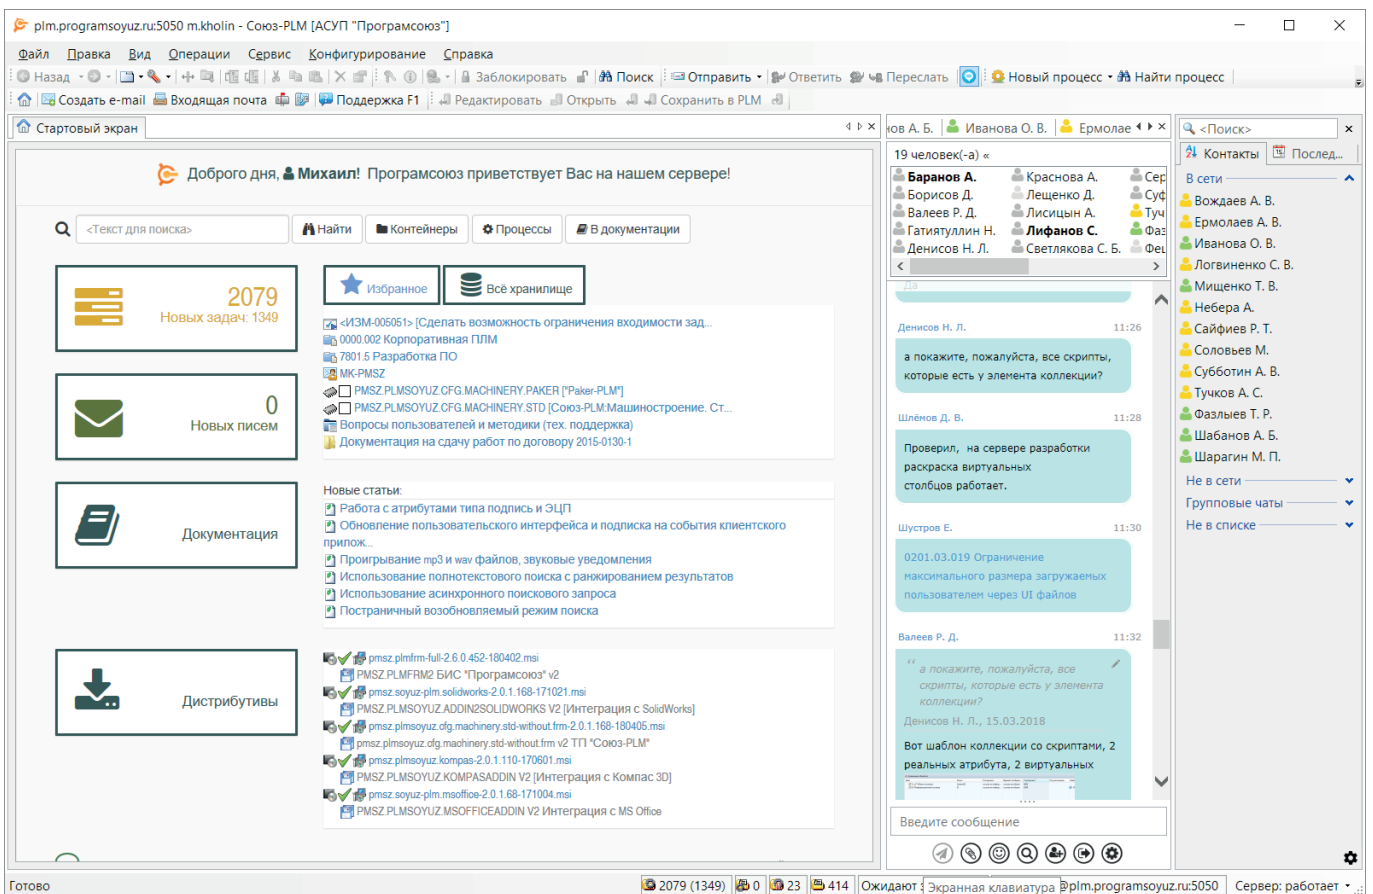 plm.programsoyuz.ru:5050 m.kholin - Союз-PLM [АСУП "Програмсоюз"]
Файл Правка Вид Операции Сервис Конфигурирование Справка
Назад Заблокировать Поиск Отправить Ответить Переслать Новый процесс Найти процесс
Создать e-mail Входящая почта Поддержка F1 Редактировать Открыть Сохранить в PLM
Стартовый экран
Доброго дня, Михаил! Програмсоюз приветствует Вас на нашем сервере!
<Текст для поиска> Найти Контейнеры Процессы В документации
2079
Новых задач: 1349
0
Новых писем
Документация
Дистрибутивы
Избранное Всё хранилище
<ИЗМ-005051> [Сделать возможность ограничения входимости зад...
0000.002 Корпоративная ПЛМ
7801.5 Разработка ПО
MK-PMSZ
PMSZ.PLMSOYUZ.CFG.MACHINERY.PAKER ["Paker-PLM"]
PMSZ.PLMSOYUZ.CFG.MACHINERY.STD [Союз-PLM:Машиностроение. Ст...
Вопросы пользователей и методики (тех. поддержка)
Документация на сдачу работ по договору 2015-0130-1
Новые статьи:
Работа с атрибутами типа подпись и ЭЦП
Обновление пользовательского интерфейса и подписка на события клиентского
прилож...
Проигрывание mp3 и wav файлов, звуковые уведомления
Использование полнотекстового поиска с ранжированием результатов
Использование асинхронного поискового запроса
Постраничный возобновляемый режим поиска
pmsz.plmfrm-full-2.6.0.452-180402.msi
PMSZ.PLMFRM2 БИС "Програмсоюз" v2
pmsz.soyuz-plm.solidworks-2.0.1.168-171021.msi
PMSZ.PLMSOYUZ.ADDIN2SOLIDWORKS V2 [Интеграция с SolidWorks]
pmsz.plmsoyuz.cfg.machinery.std-without.frm-2.0.1.168-180405.msi
pmsz.plmsoyuz.cfg.machinery.std-without.frm v2 ТП "Союз-PLM"
pmsz.plmsoyuz.kompas-2.0.1.110-170601.msi
PMSZ.PLMSOYUZ.KOMPASADDIN V2 [Интеграция с Компас 3D]
pmsz.soyuz-plm.msoffice-2.0.1.68-171004.msi
PMSZ.PLMSOYUZ.MSOFFICEADDIN V2 Интеграция с MS Office
нов А. Б. Иванова О. В. Ермолае
19 человек(-а) «
Баранов А. Краснова А. Сер
Борисов Д. Лещенко Д. Суф
Валеев Р. Д. Лисицын А. Туч
Гатиятуллин Н. Лифанов С. Фаз
Денисов Н. Л. Светлякова С. Б. Фец
Да
Денисов Н. Л. 11:26
а покажите, пожалуйста, все скрипты,
которые есть у элемента коллекции?
Шлёмов Д. В. 11:28
Проверил, на сервере разработки
раскраска виртуальных
столбцов работает.
Шустров Е. 11:30
0201.03.019 Ограничение
максимального размера загружаемых
пользователем через UI файлов
Валеев Р. Д. 11:32
“ а покажите, пожалуйста, все
скрипты, которые есть у элемента
коллекции?
Денисов Н. Л., 15.03.2018
Вот шаблон коллекции со скриптами, 2
реальных атрибута, 2 виртуальных
Введите сообщение
<Поиск>
Контакты Послед...
В сети
Вождаев А. В.
Ермолаев А. В.
Иванова О. В.
Логвиненко С. В.
Мищенко Т. В.
Небера А.
Сайфиев Р. Т.
Соловьев М.
Субботин А. В.
Тучков А. С.
Фазлыев Т. Р.
Шабанов А. Б.
Шарагин М. П.
Не в сети
Групповые чаты
Не в списке
Готово 2079 (1349) 0 23 414 Ожидают Экранная клавиатура @plm.programsoyuz.ru:5050 Сервер: работает